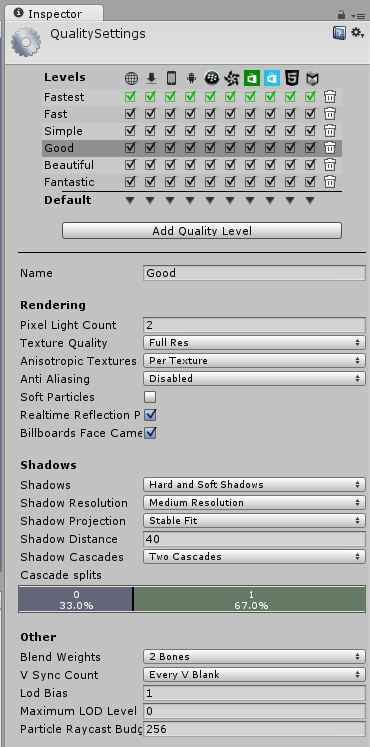 Inspector
QualitySettings
Levels
Fastest
Fast
Simple
Good
Beautiful
Fantastic
Default
Add Quality Level
Name Good
Rendering
Pixel Light Count 2
Texture Quality Full Res
Anisotropic Textures Per Texture
Anti Aliasing Disabled
Soft Particles
Realtime Reflection P
Billboards Face Came
Shadows
Shadows Hard and Soft Shadows
Shadow Resolution Medium Resolution
Shadow Projection Stable Fit
Shadow Distance 40
Shadow Cascades Two Cascades
Cascade splits
0 1
33.0% 67.0%
Other
Blend Weights 2 Bones
V Sync Count Every V Blank
Lod Bias 1
Maximum LOD Level 0
Particle Raycast Budg 256